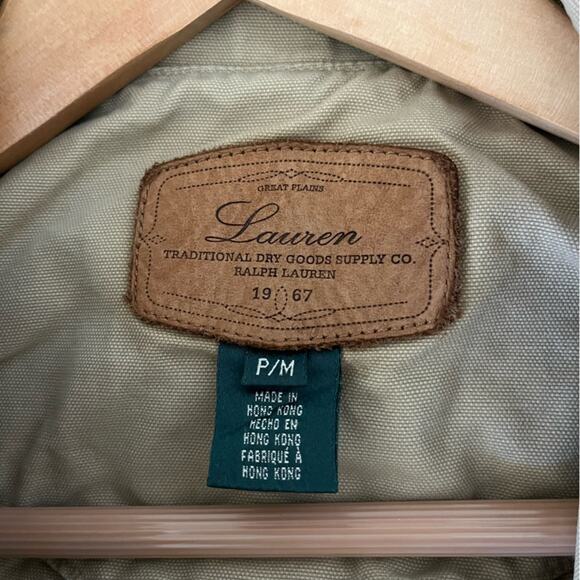 GREAT PLAINS
Lauren
TRADITIONAL DRY GOODS SUPPLY CO.
RALPH LAUREN
19 67
P/M
MADE IN
HONG KONG
HECHO EN
HONG KONG
FABRIQUÉ À
HONG KONG